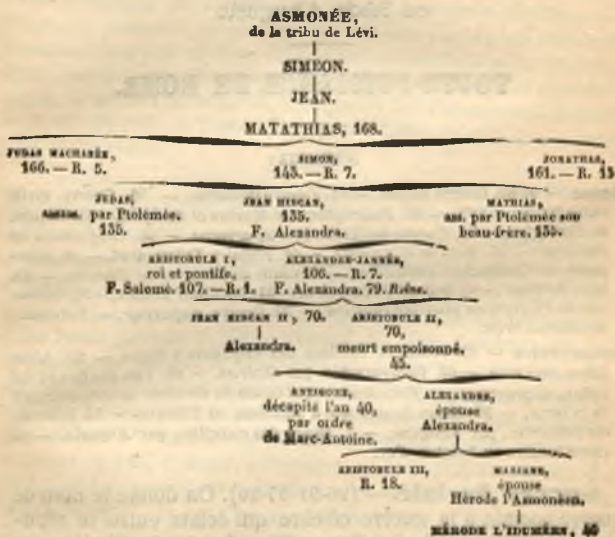 ASMONÉE,
de la tribu de Lévi.
SIMEON.
JEAN.
MATATHIAS, 168.
JUDAS MACHABÉE, SIMON, JONATHAS,
166. — R. 5. 143. — R. 7. 161. — R. 15
JUDAS, JEAN HIRCAN, MATHIAS,
assass. par Ptolémée. 135. ass. par Ptolémée son
135. F. Alexandra. beau-frère. 135.
ARISTOBULE I, ALEXANDRE-JANNÉE,
roi et pontife. 106. — R. 7.
F. Salomé. 107. — R. 1. F. Alexandra. 79. Reine.
JEAN HIRCAN II, 70. ARISTOBULE II,
Alexandra. 70,
meurt empoisonné.
45.
ANTIGONE, ALEXANDRE,
décapité l'an 40, épouse
par ordre Alexandra.
de Marc-Antoine.
ARISTOBULE III, MARIANE,
R. 18. épouse
Hérode l'Asmonéen.
HÉRODE L'IDUMÉEN, 40